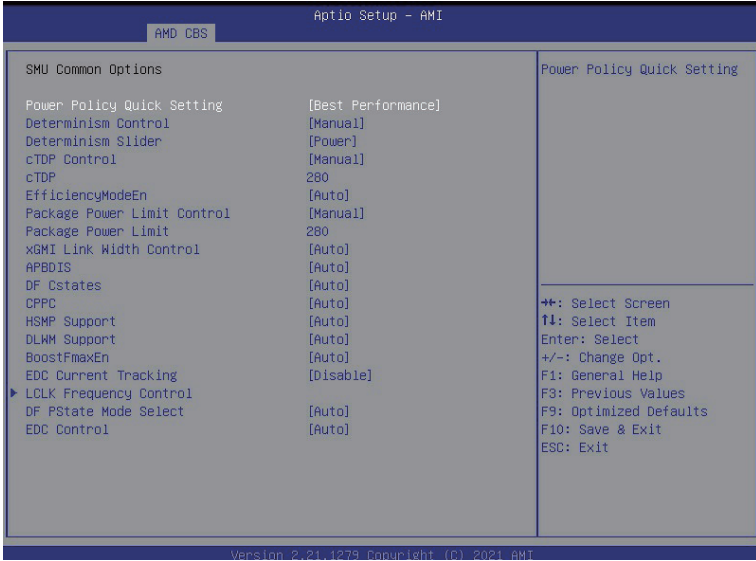 Aptio Setup – AMI
AMD CBS
SMU Common Options
Power Policy Quick Setting [Best Performance]
Determinism Control [Manual]
Determinism Slider [Power]
cTDP Control [Manual]
cTDP 280
EfficiencyModeEn [Auto]
Package Power Limit Control [Manual]
Package Power Limit 280
xGMI Link Width Control [Auto]
APBDIS [Auto]
DF Cstates [Auto]
CPPC [Auto]
HSMP Support [Auto]
DLWM Support [Auto]
BoostFmaxEn [Auto]
EDC Current Tracking [Disable]
LCLK Frequency Control
DF PState Mode Select [Auto]
EDC Control [Auto]
Power Policy Quick Setting
→←: Select Screen
↑↓: Select Item
Enter: Select
+/-: Change Opt.
F1: General Help
F3: Previous Values
F9: Optimized Defaults
F10: Save & Exit
ESC: Exit
Version 2.21.1279 Copyright (C) 2021 AMI